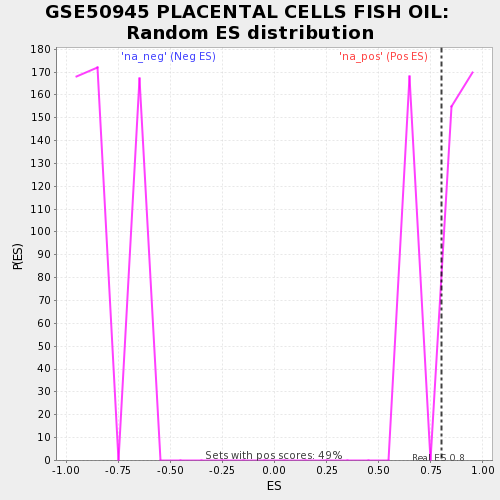 GSE50945 PLACENTAL CELLS FISH OIL:
Random ES distribution
'na_neg' (Neg ES)
'na_pos' (Pos ES)
180
170
160
150
140
130
120
110
100
90
80
70
60
50
40
30
20
10
0
P(ES)
Sets with pos scores: 49%
Real ES 0.8
-1.00 -0.75 -0.50 -0.25 0.00 0.25 0.50 0.75 1.00
ES